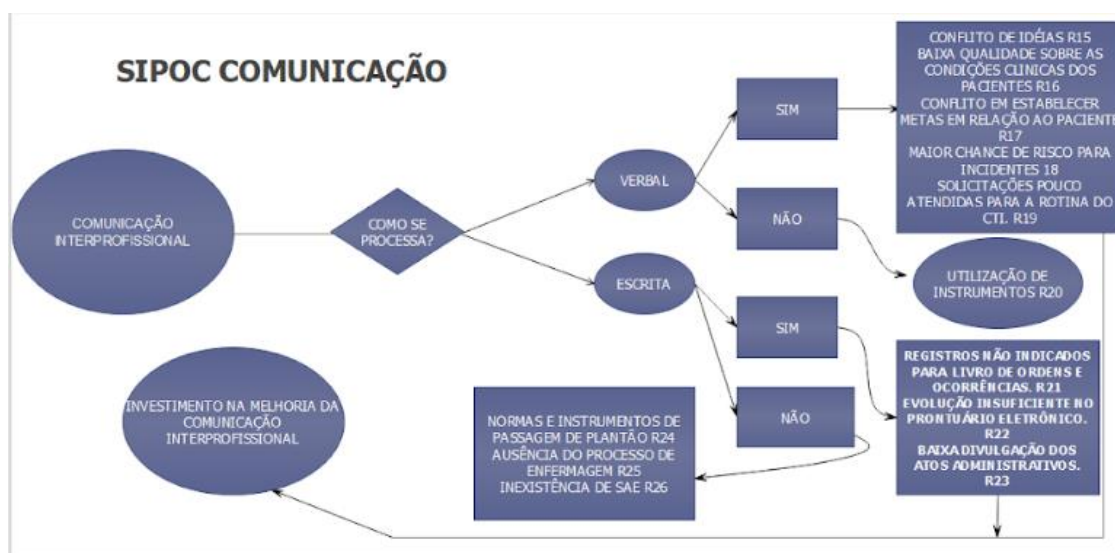 SIPOC COMUNICAÇÃO
COMUNICAÇÃO
INTERPROFISSIONAL
COMO SE
PROCESSA?
VERBAL
SIM
CONFLITO DE IDÉIAS R15
BAIXA QUALIDADE SOBRE AS
CONDIÇÕES CLINICAS DOS
PACIENTES R16
CONFLITO EM ESTABELECER
METAS EM RELAÇÃO AO PACIENTE
R17
MAIOR CHANCE DE RISCO PARA
INCIDENTES 18
SOLICITAÇÕES POUCO
ATENDIDAS PARA A ROTINA DO
CTI. R19
NÃO
UTILIZAÇÃO DE
INSTRUMENTOS R20
ESCRITA
SIM
REGISTROS NÃO INDICADOS
PARA LIVRO DE ORDENS E
OCORRÊNCIAS. R21
EVOLUÇÃO INSUFICIENTE NO
PRONTUÁRIO ELETRÔNICO.
R22
BAIXA DIVULGAÇÃO DOS
ATOS ADMINISTRATIVOS.
R23
NÃO
NORMAS E INSTRUMENTOS DE
PASSAGEM DE PLANTÃO R24
AUSÊNCIA DO PROCESSO DE
ENFERMAGEM R25
INEXISTÊNCIA DE SAE R26
INVESTIMENTO NA MELHORIA DA
COMUNICAÇÃO
INTERPROFISSIONAL